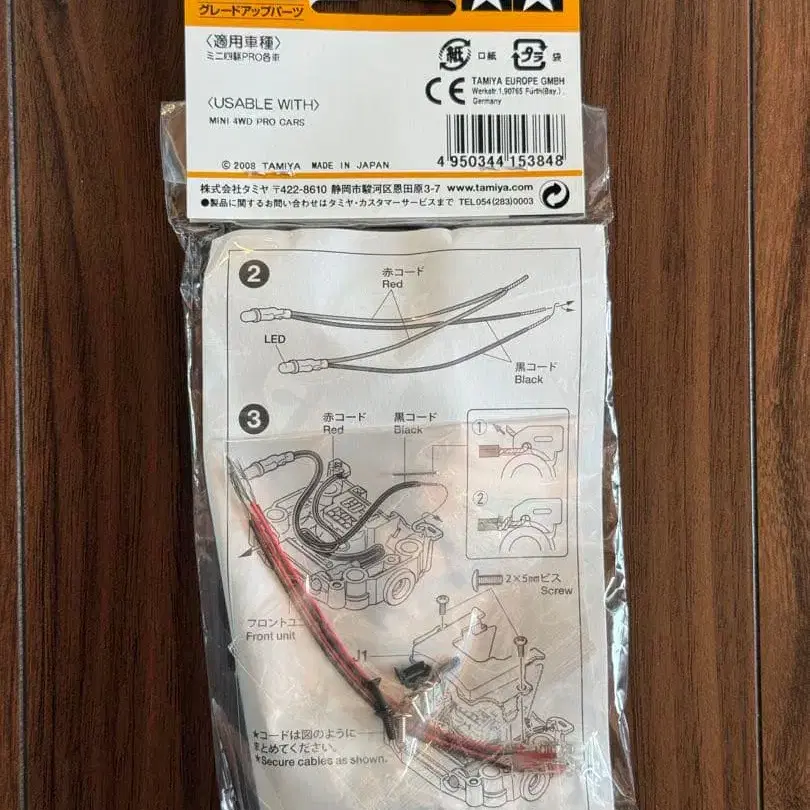 グレードアップパーツ
〈適用車種〉
ミニ四駆PRO各車
紙
口紙
プラ
袋
CE
TAMIYA EUROPE GMBH
Werkstr.1,90765 Fürth(Bay.),
Germany
〈USABLE WITH〉
MINI 4WD PRO CARS
4 950344 153848
© 2008 TAMIYA MADE IN JAPAN
株式会社タミヤ 〒422-8610 静岡市駿河区恩田原3-7 www.tamiya.com
●製品に関するお問い合わせはタミヤ・カスタマーサービスまで TEL054(283)0003
2
赤コード
Red
LED
黒コード
Black
3
赤コード
Red
黒コード
Black
①
②
2×5mmビス
Screw
フロントユニ
Front unit
J1
★コードは図のように
まとめてください。
★Secure cables as shown.